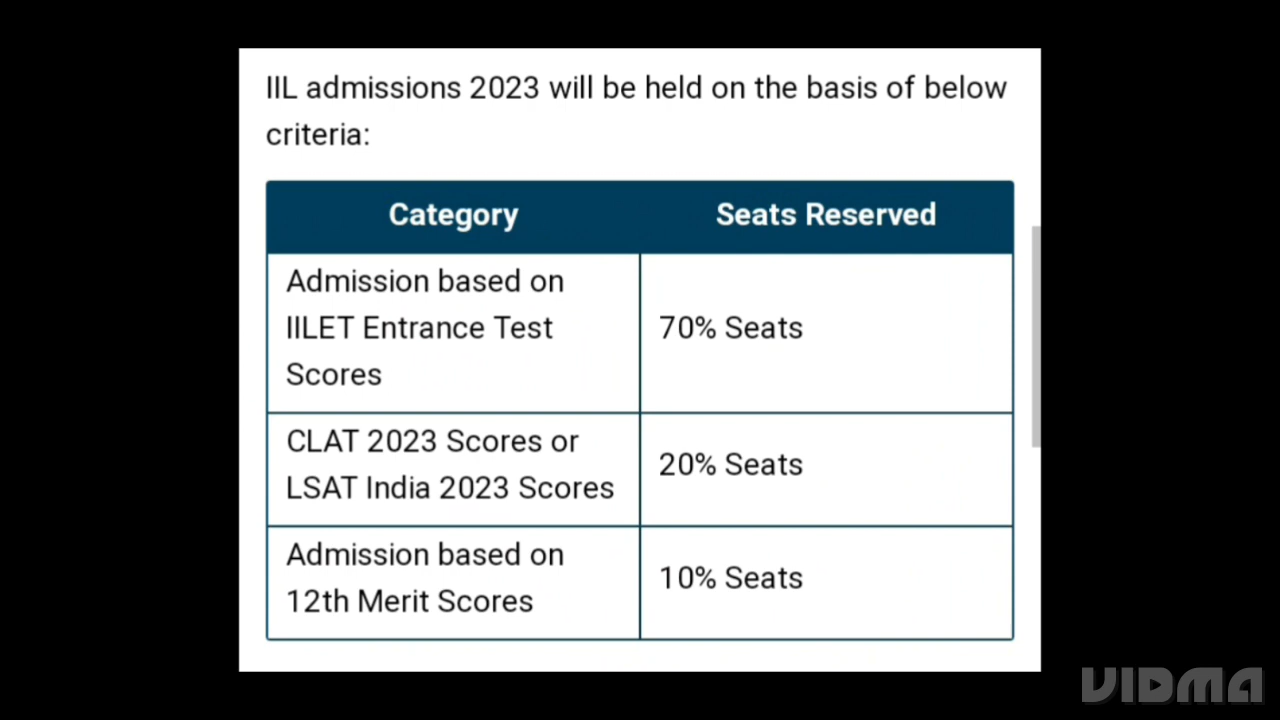 IIL admissions 2023 will be held on the basis of below
criteria:
Category
Seats Reserved
Admission based on
IILET Entrance Test
Scores
70% Seats
CLAT 2023 Scores or
LSAT India 2023 Scores
20% Seats
Admission based on
12th Merit Scores
10% Seats
VIDMA